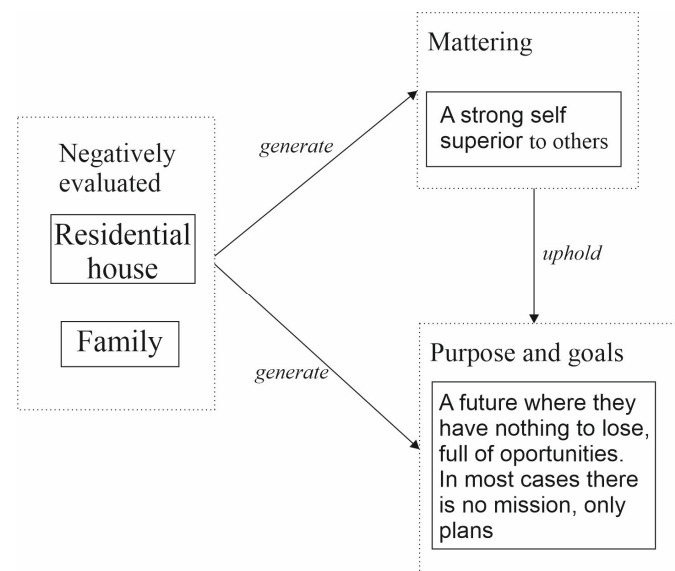 Mattering
A strong self
superior to others
generate
Negatively
evaluated
Residential
house
Family
uphold
generate
Purpose and goals
A future where they
have nothing to lose,
full of oportunities.
In most cases there
is no mission, only
plans